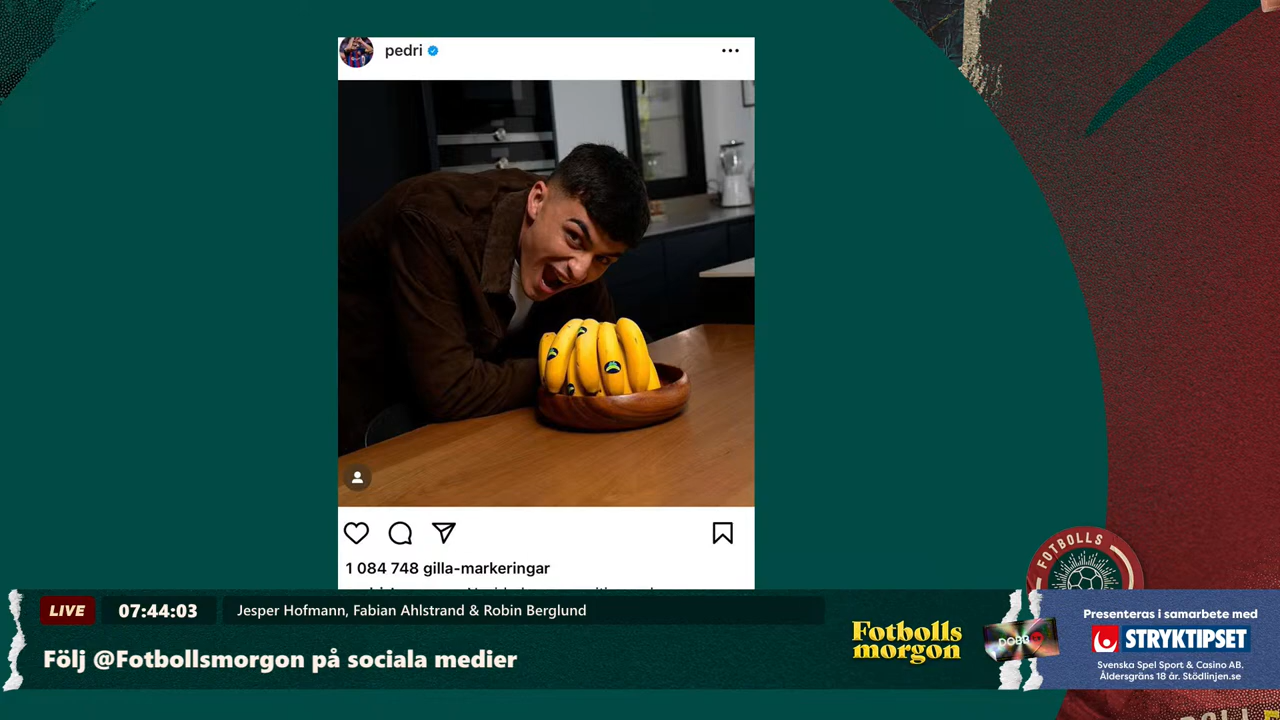 pedri
1 084 748 gilla-markeringar
FOTBOLLS
LIVE
07:44:03
Jesper Hofmann, Fabian Ahlstrand & Robin Berglund
Följ @Fotbollsmorgon på sociala medier
Fotbolls
morgon
Presenteras i samarbete med
STRYKTIPSET
Svenska Spel Sport & Casino AB.
Åldersgräns 18 år. Stödlinjen.se